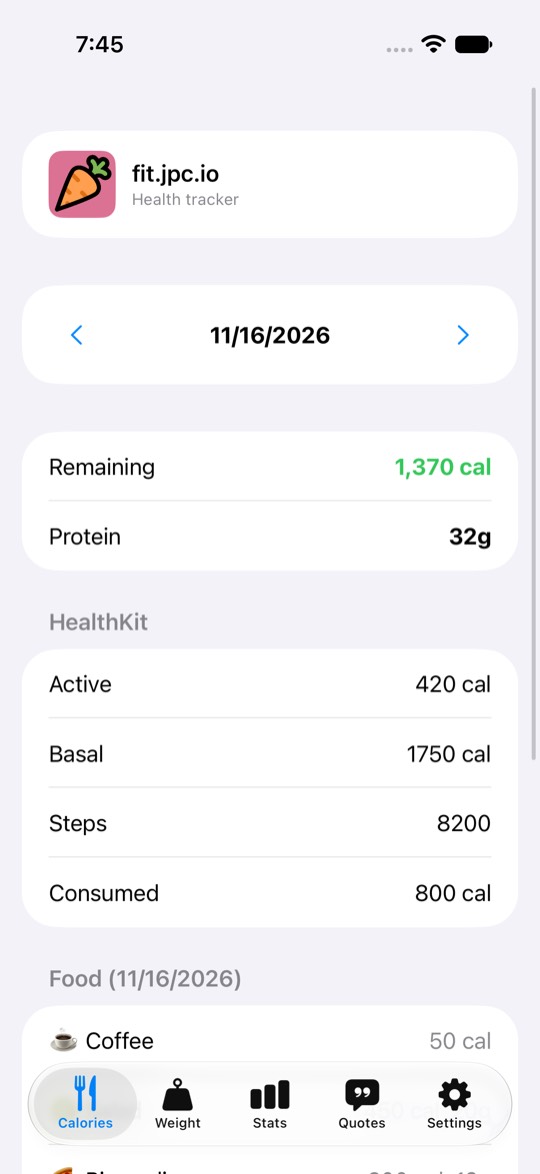 7:45
fit.jpc.io
Health tracker
11/16/2026
Remaining 1,370 cal
Protein 32g
HealthKit
Active 420 cal
Basal 1750 cal
Steps 8200
Consumed 800 cal
Food (11/16/2026)
Coffee 50 cal
Calories Weight Stats Quotes Settings